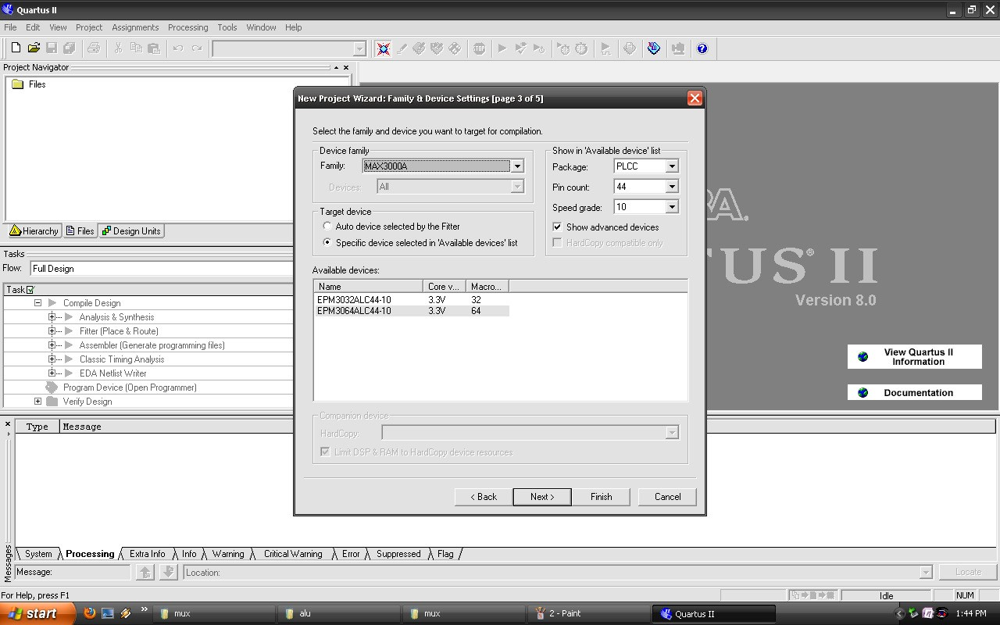 Quartus II
File Edit View Project Assignments Processing Tools Window Help
STOP
Project Navigator
Files
Hierarchy Files Design Units
Tasks
Flow: Full Design
Task
Compile Design
Analysis & Synthesis
Fitter (Place & Route)
Assembler (Generate programming files)
Classic Timing Analysis
EDA Netlist Writer
Program Device (Open Programmer)
Verify Design
New Project Wizard: Family & Device Settings [page 3 of 5]
Select the family and device you want to target for compilation.
Device family
Family: MAX3000A
Devices: All
Target device
Auto device selected by the Fitter
Specific device selected in 'Available devices' list
Show in 'Available device' list
Package: PLCC
Pin count: 44
Speed grade: 10
Show advanced devices
HardCopy compatible only
Available devices:
Name Core v... Macro...
EPM3032ALC44-10 3.3V 32
EPM3064ALC44-10 3.3V 64
Companion device
HardCopy:
Limit DSP & RAM to HardCopy device resources
< Back Next > Finish Cancel
RA®
TUS® II
Version 8.0
View Quartus II
Information
Documentation
Type Message
System Processing Extra Info Info Warning Critical Warning Error Suppressed Flag
Messages
Message: Location: Locate
For Help, press F1 Idle NUM
start mux alu mux 2 - Paint Quartus II 1:44 PM